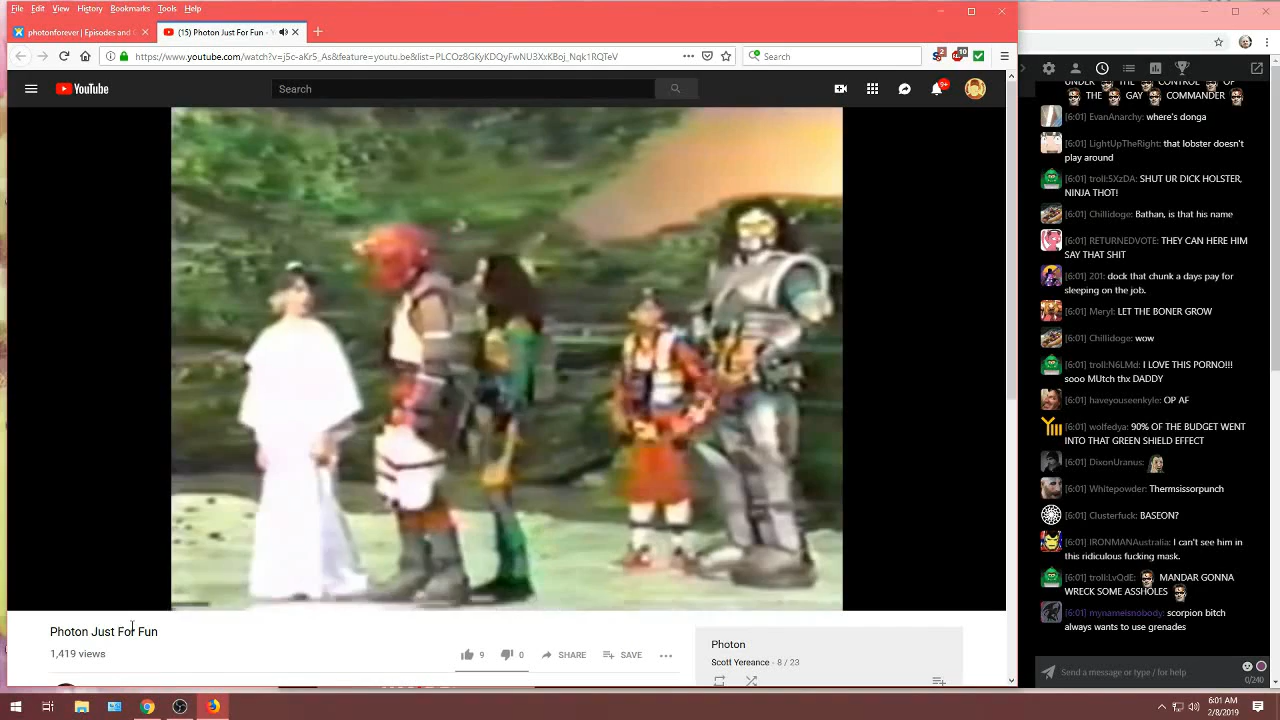 File Edit View History Bookmarks Tools Help
photonforever | Episodes and
(15) Photon Just For Fun - Y
https://www.youtube.com/watch?v=j5c-aKr5_As&feature=youtu.be&list=PLCOz8GKyKDQyFwNU3XxKBoj_Nqk1RQTeV
Search
2
10
YouTube
Search
9+
UNDER THE CONTROL OF
THE GAY COMMANDER
[6:01] EvanAnarchy: where's donga
[6:01] LightUpTheRight: that lobster doesn't
play around
[6:01] troll:5XzDA: SHUT UR DICK HOLSTER,
NINJA THOT!
[6:01] Chillidoge: Bathan, is that his name
[6:01] RETURNEDVOTE: THEY CAN HERE HIM
SAY THAT SHIT
[6:01] Z01: dock that chunk a days pay for
sleeping on the job.
[6:01] Meryl: LET THE BONER GROW
[6:01] Chillidoge: wow
[6:01] troll:N6LMd: I LOVE THIS PORNO!!!
sooo MUtch thx DADDY
[6:01] haveyouseenkyle: OP AF
[6:01] wolfedya: 90% OF THE BUDGET WENT
INTO THAT GREEN SHIELD EFFECT
[6:01] DixonUranus:
[6:01] Whitepowder: Thermsissorpunch
[6:01] Clusterfuck: BASEON?
[6:01] IRONMANAustralia: I can't see him in
this ridiculous fucking mask.
[6:01] troll:LvQdE: MANDAR GONNA
WRECK SOME ASSHOLES
[6:01] mynameisnobody: scorpion bitch
always wants to use grenades
Send a message or type / for help
0/240
Photon Just For Fun
1,419 views
9
0
SHARE
SAVE
Photon
Scott Yereance - 8 / 23
6:01 AM
2/8/2019